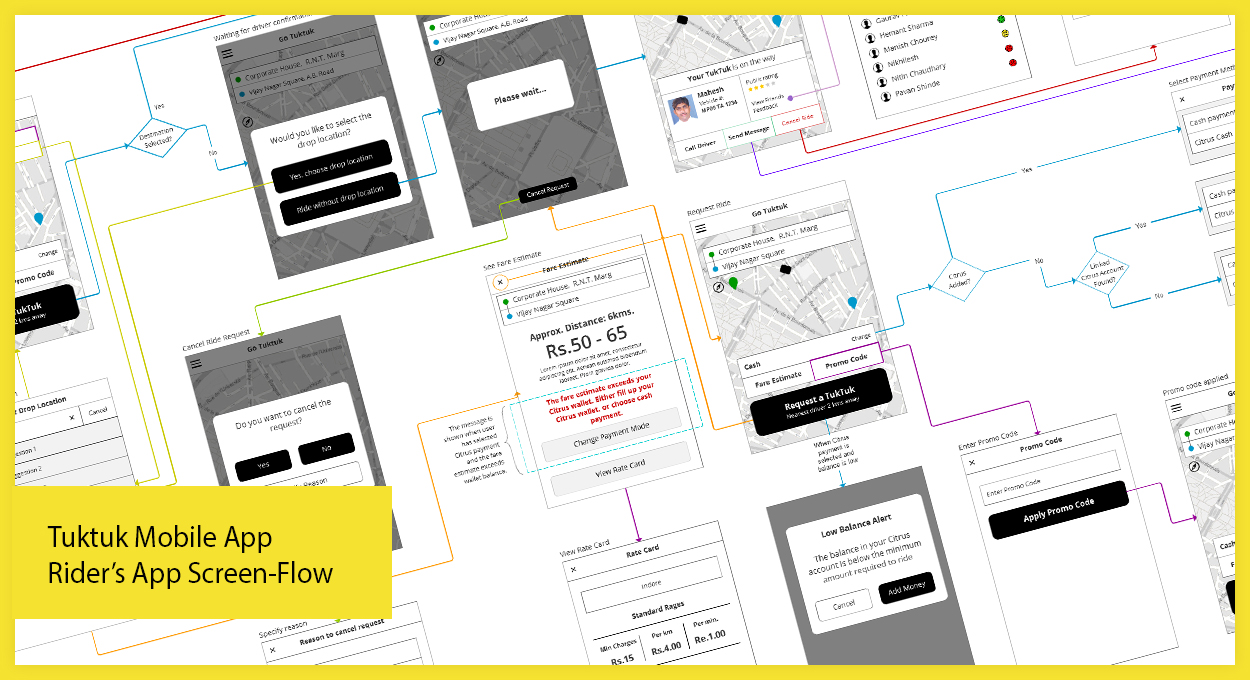 Waiting for driver confirmation
Go Tuktuk
Corporate House, R.N.T. Marg
Vijay Nagar Square, A.B. Road
Would you like to select the
drop location?
Yes, choose drop location
Ride without drop location
Yes
Destination
Selected?
No
Corporate House, R.N.T. Marg
Vijay Nagar Square, A.B. Road
Please wait...
Cancel Request
Your TukTuk is on the way
Mahesh
Vehicle #:
MP09 TA 1234
Public rating
View Friends
Feedback
Call Driver
Send Message
Cancel Ride
Hemant Sharma
Manish Chourey
Nikhilesh
Nitin Chaudhary
Pavan Shinde
Select Payment
Cash payment
Citrus Cash
Yes
Citrus
Added?
No
Linked
Citrus Account
Found?
Yes
No
Citrus
Change
Promo Code
TukTuk
2 kms away
Drop Location
Cancel
Cancel Ride Request
Go Tuktuk
Do you want to cancel the
request?
Yes
No
Reason
See Fare Estimate
Fare Estimate
Corporate House, R.N.T. Marg
Vijay Nagar Square
Approx. Distance: 6kms.
Rs.50 - 65
Lorem ipsum dolor sit amet, consectetur
adipiscing elit. Aenean euismod bibendum
laoreet. Proin gravida dolor.
The fare estimate exceeds your
Citrus wallet. Either fill up your
Citrus wallet, or choose cash
payment.
Change Payment Mode
View Rate Card
The message is
shown when user
has selected
Citrus payment
and the fare
estimate exceeds
wallet balance.
Request Ride
Go Tuktuk
Corporate House, R.N.T. Marg
Vijay Nagar Square
Cash
Change
Fare Estimate
Promo Code
Request a TukTuk
Nearest driver 2 kms away
When Citrus
payment is
selected and
balance is low
Low Balance Alert
The balance in your Citrus
account is below the minimum
amount required to ride
Cancel
Add Money
Enter Promo Code
Promo Code
Enter Promo Code
Apply Promo Code
Promo code applied
Corporate
Vijay Nagar
Cash
View Rate Card
Rate Card
Indore
Standard Rages
Min Charges
Per km.
Per min.
Rs.15
Rs.4.00
Re.1.00
Specify reason
Reason to cancel request
Tuktuk Mobile App
Rider’s App Screen-Flow